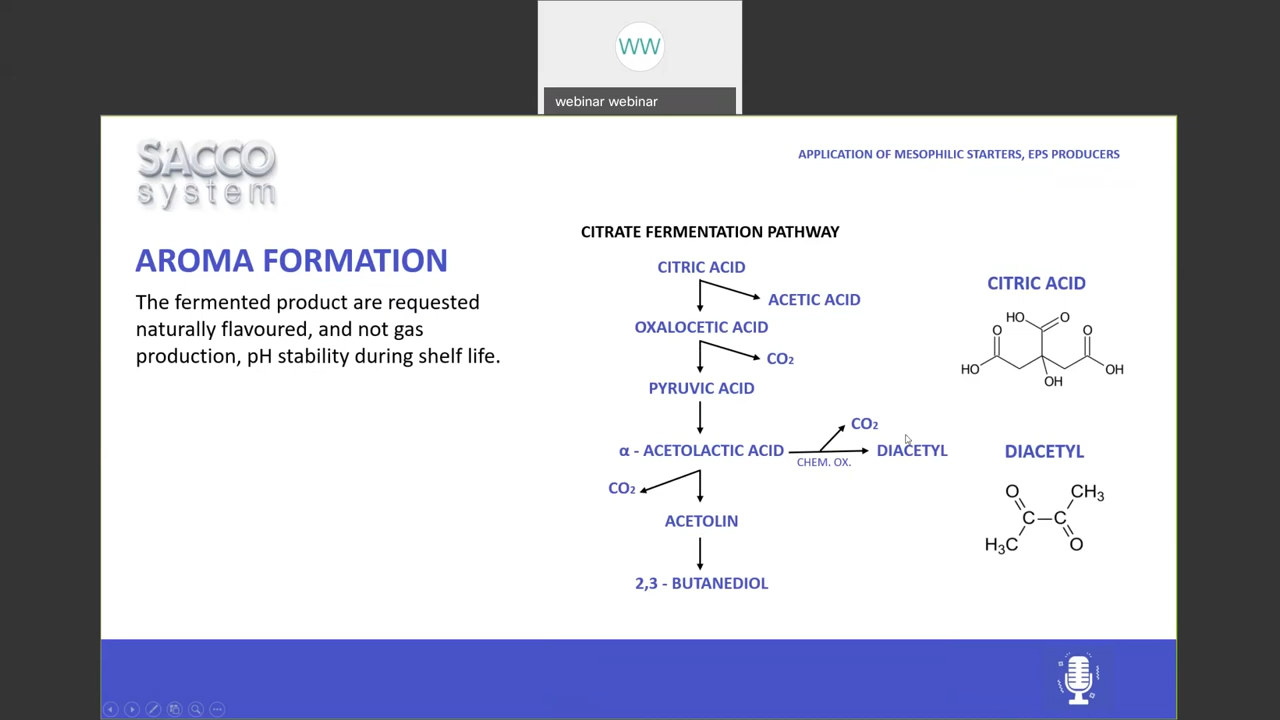 WW
webinar webinar
SACCO
system
APPLICATION OF MESOPHILIC STARTERS, EPS PRODUCERS
AROMA FORMATION
The fermented product are requested
naturally flavoured, and not gas
production, pH stability during shelf life.
CITRATE FERMENTATION PATHWAY
CITRIC ACID
ACETIC ACID
OXALOCETIC ACID
CO₂
PYRUVIC ACID
CO₂
α - ACETOLACTIC ACID
CHEM. OX.
DIACETYL
CO₂
ACETOLIN
2,3 - BUTANEDIOL
CITRIC ACID
HO
O
O
O
HO
OH
OH
DIACETYL
O
CH₃
C
C
H₃C
O